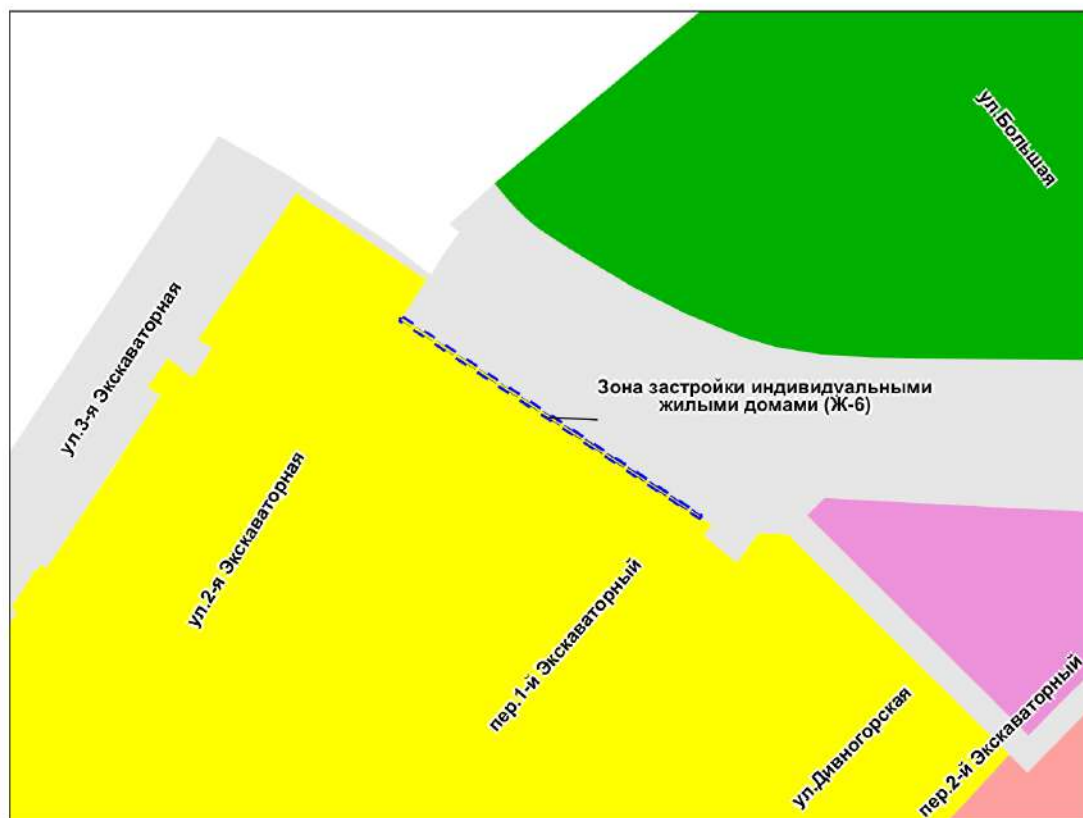 ул.Большая
ул.3-я Экскаваторная
Зона застройки индивидуальными
жилыми домами (Ж-6)
ул.2-я Экскаваторная
пер.1-й Экскаваторный
ул.Дивногорская
пер.2-й Экскаваторный